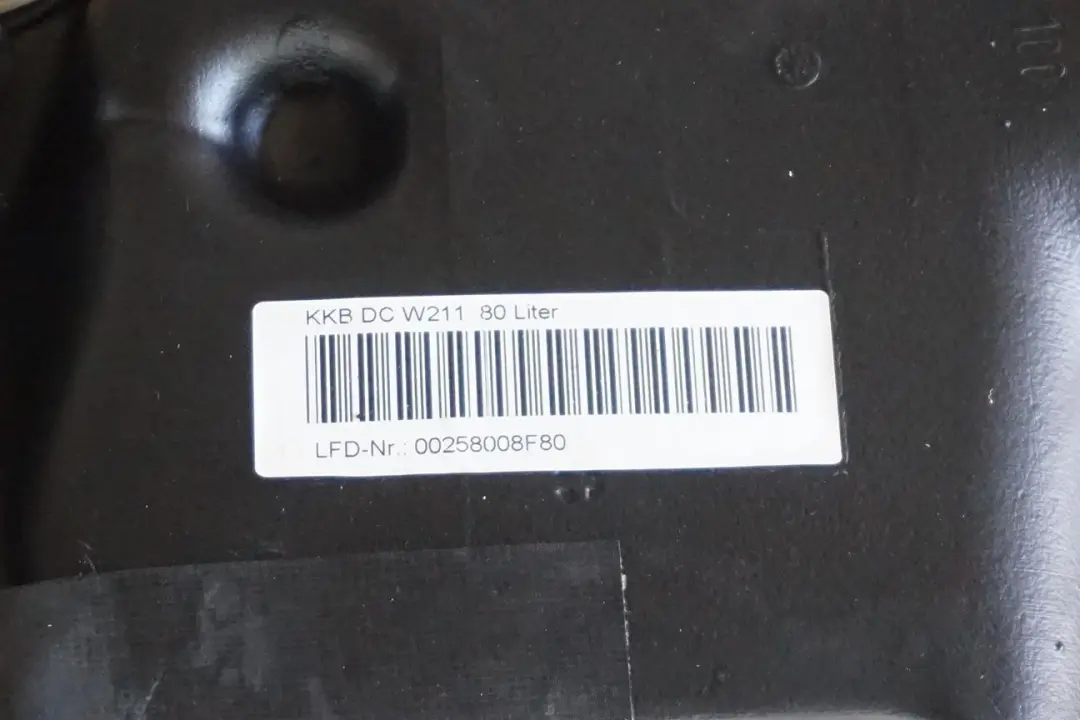 KKB DC W211 80 Liter
LFD-Nr.: 00258008F80